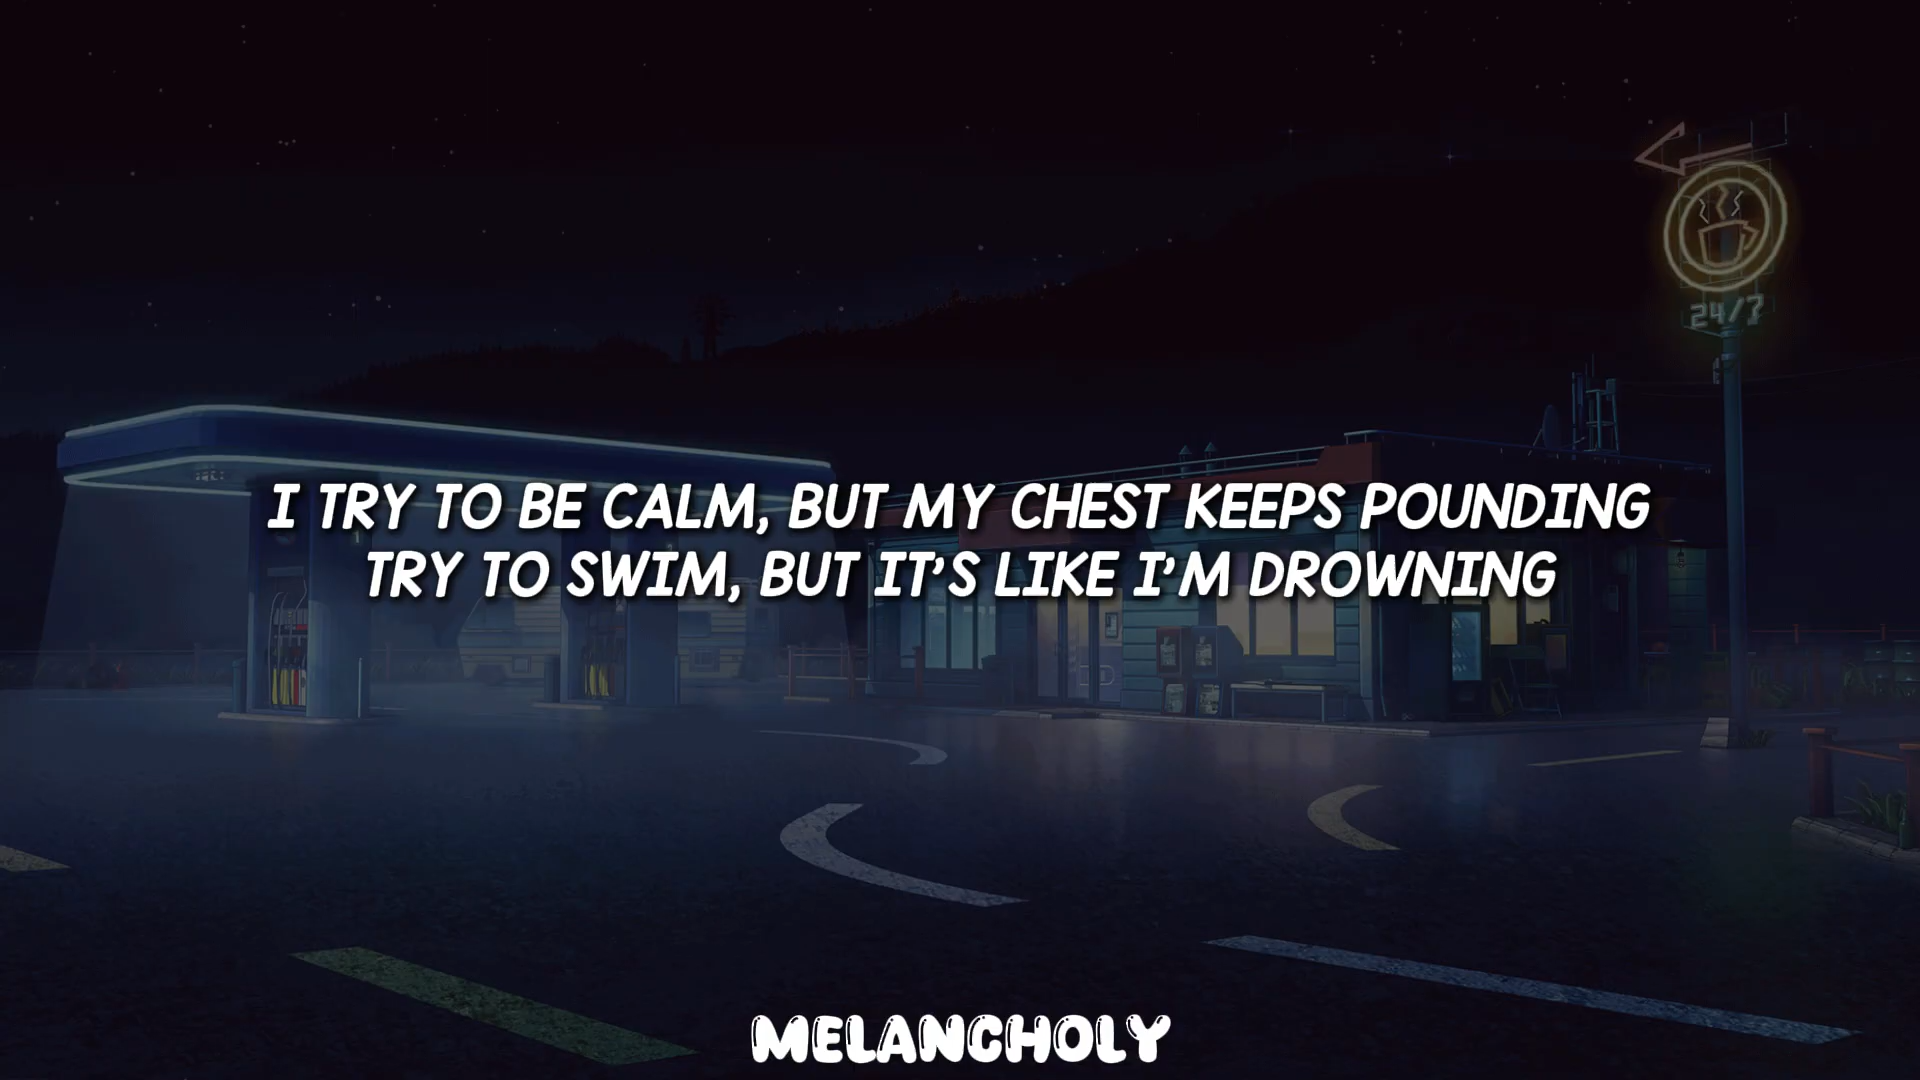 24/7
I TRY TO BE CALM, BUT MY CHEST KEEPS POUNDING
TRY TO SWIM, BUT IT'S LIKE I'M DROWNING
MELANCHOLY